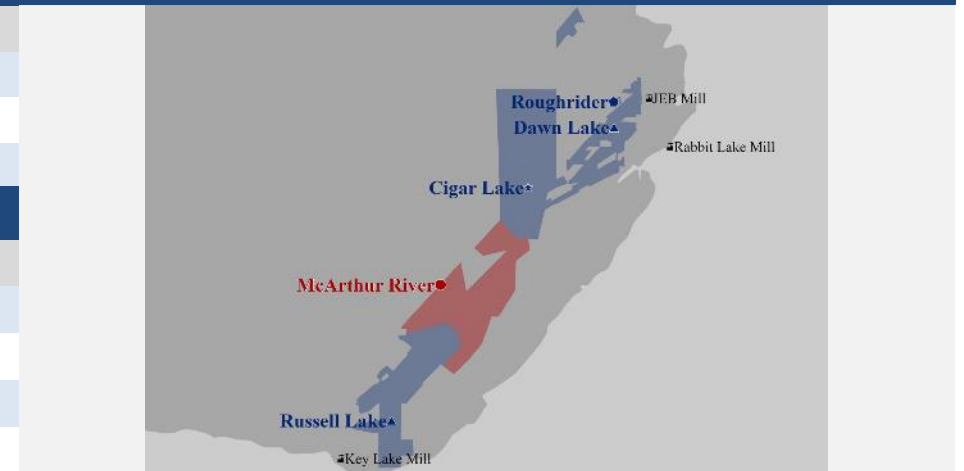 Roughrider
JEB Mill
Dawn Lake
Rabbit Lake Mill
Cigar Lake
McArthur River
Russell Lake
Key Lake Mill